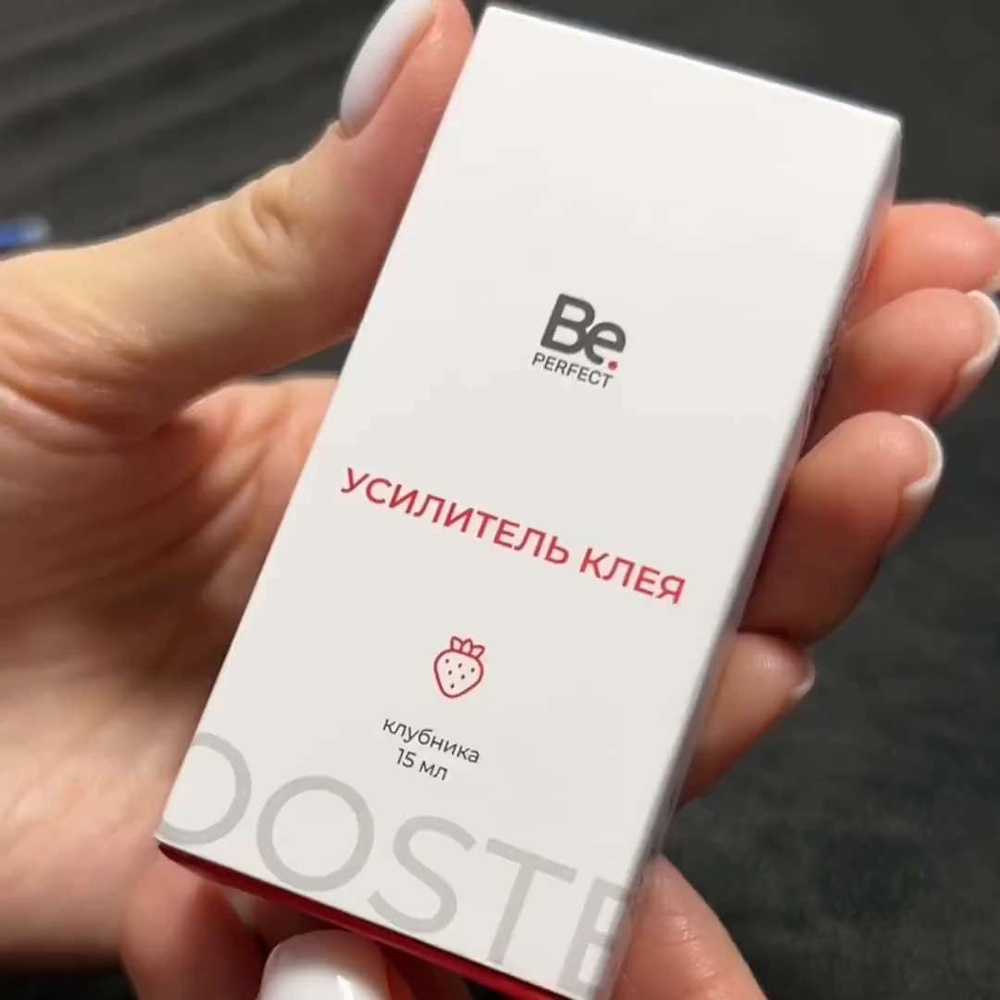 Be.
PERFECT
УСИЛИТЕЛЬ КЛЕЯ
клубника
15 мл
OOSTE